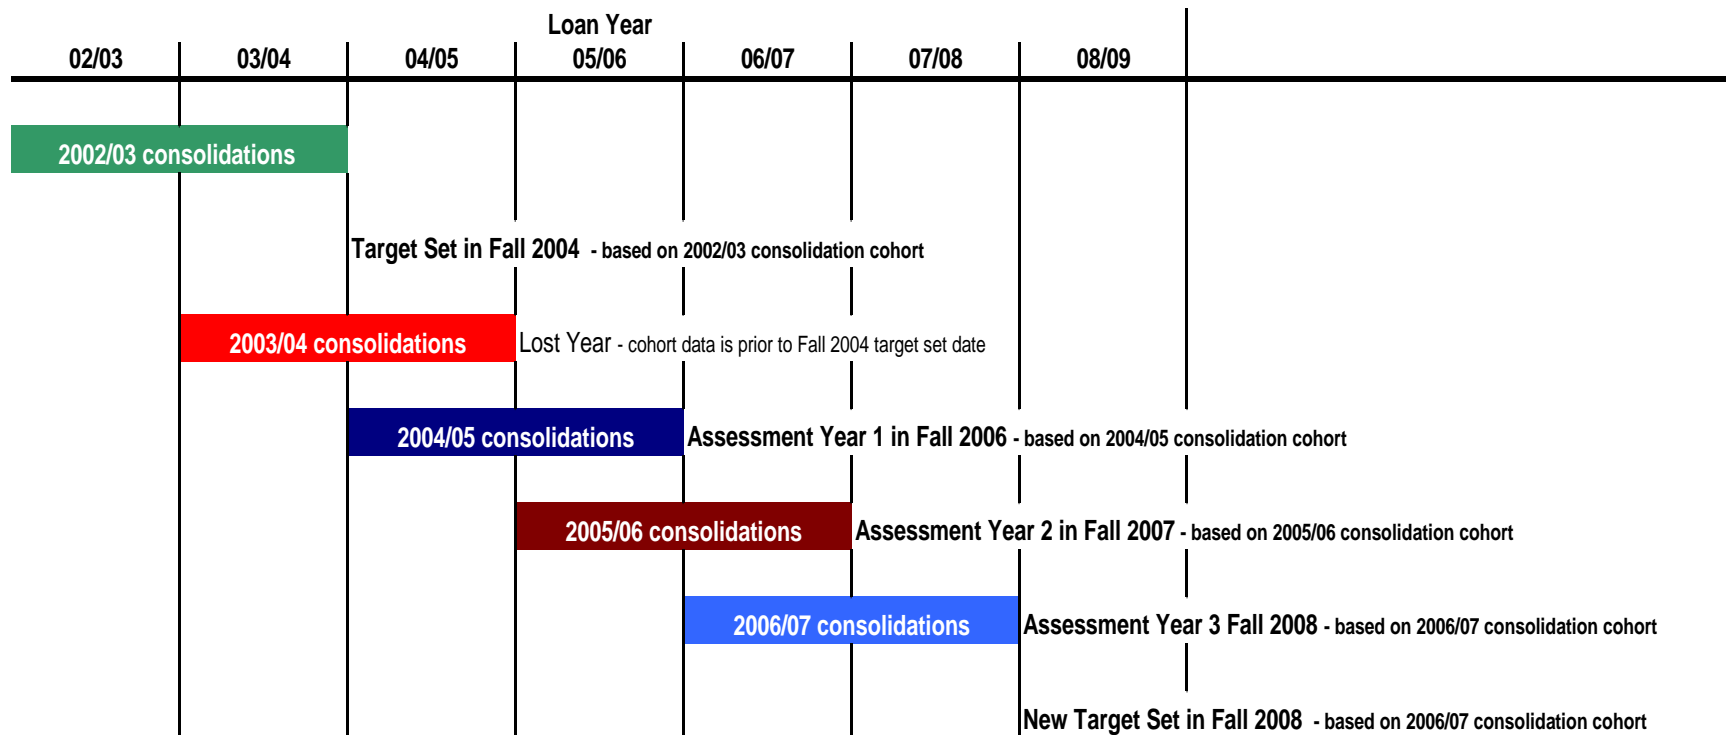 Loan Year
02/03 03/04 04/05 05/06 06/07 07/08 08/09
2002/03 consolidations
Target Set in Fall 2004 - based on 2002/03 consolidation cohort
2003/04 consolidations Lost Year - cohort data is prior to Fall 2004 target set date
2004/05 consolidations Assessment Year 1 in Fall 2006 - based on 2004/05 consolidation cohort
2005/06 consolidations Assessment Year 2 in Fall 2007 - based on 2005/06 consolidation cohort
2006/07 consolidations Assessment Year 3 Fall 2008 - based on 2006/07 consolidation cohort
New Target Set in Fall 2008 - based on 2006/07 consolidation cohort